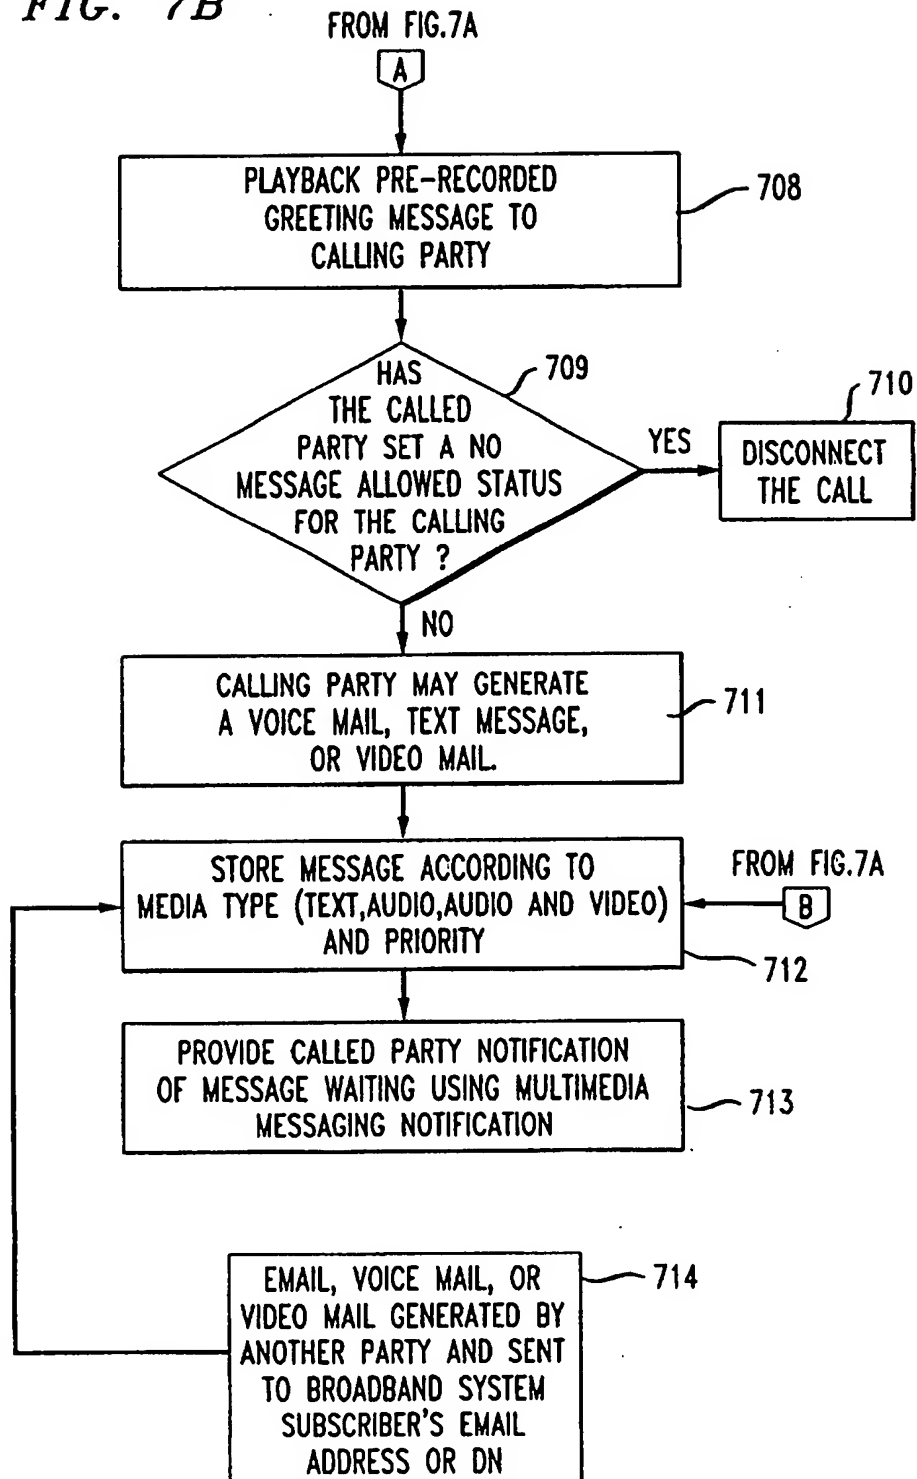 FIG. 7B
FROM FIG.7A
A
PLAYBACK PRE-RECORDED
GREETING MESSAGE TO
CALLING PARTY
708
HAS
THE CALLED
PARTY SET A NO
MESSAGE ALLOWED STATUS
FOR THE CALLING
PARTY ?
709
YES
710
DISCONNECT
THE CALL
NO
CALLING PARTY MAY GENERATE
A VOICE MAIL, TEXT MESSAGE,
OR VIDEO MAIL.
711
STORE MESSAGE ACCORDING TO
MEDIA TYPE (TEXT,AUDIO,AUDIO AND VIDEO)
AND PRIORITY
FROM FIG.7A
B
712
PROVIDE CALLED PARTY NOTIFICATION
OF MESSAGE WAITING USING MULTIMEDIA
MESSAGING NOTIFICATION
713
EMAIL, VOICE MAIL, OR
VIDEO MAIL GENERATED BY
ANOTHER PARTY AND SENT
TO BROADBAND SYSTEM
SUBSCRIBER'S EMAIL
ADDRESS OR DN
714